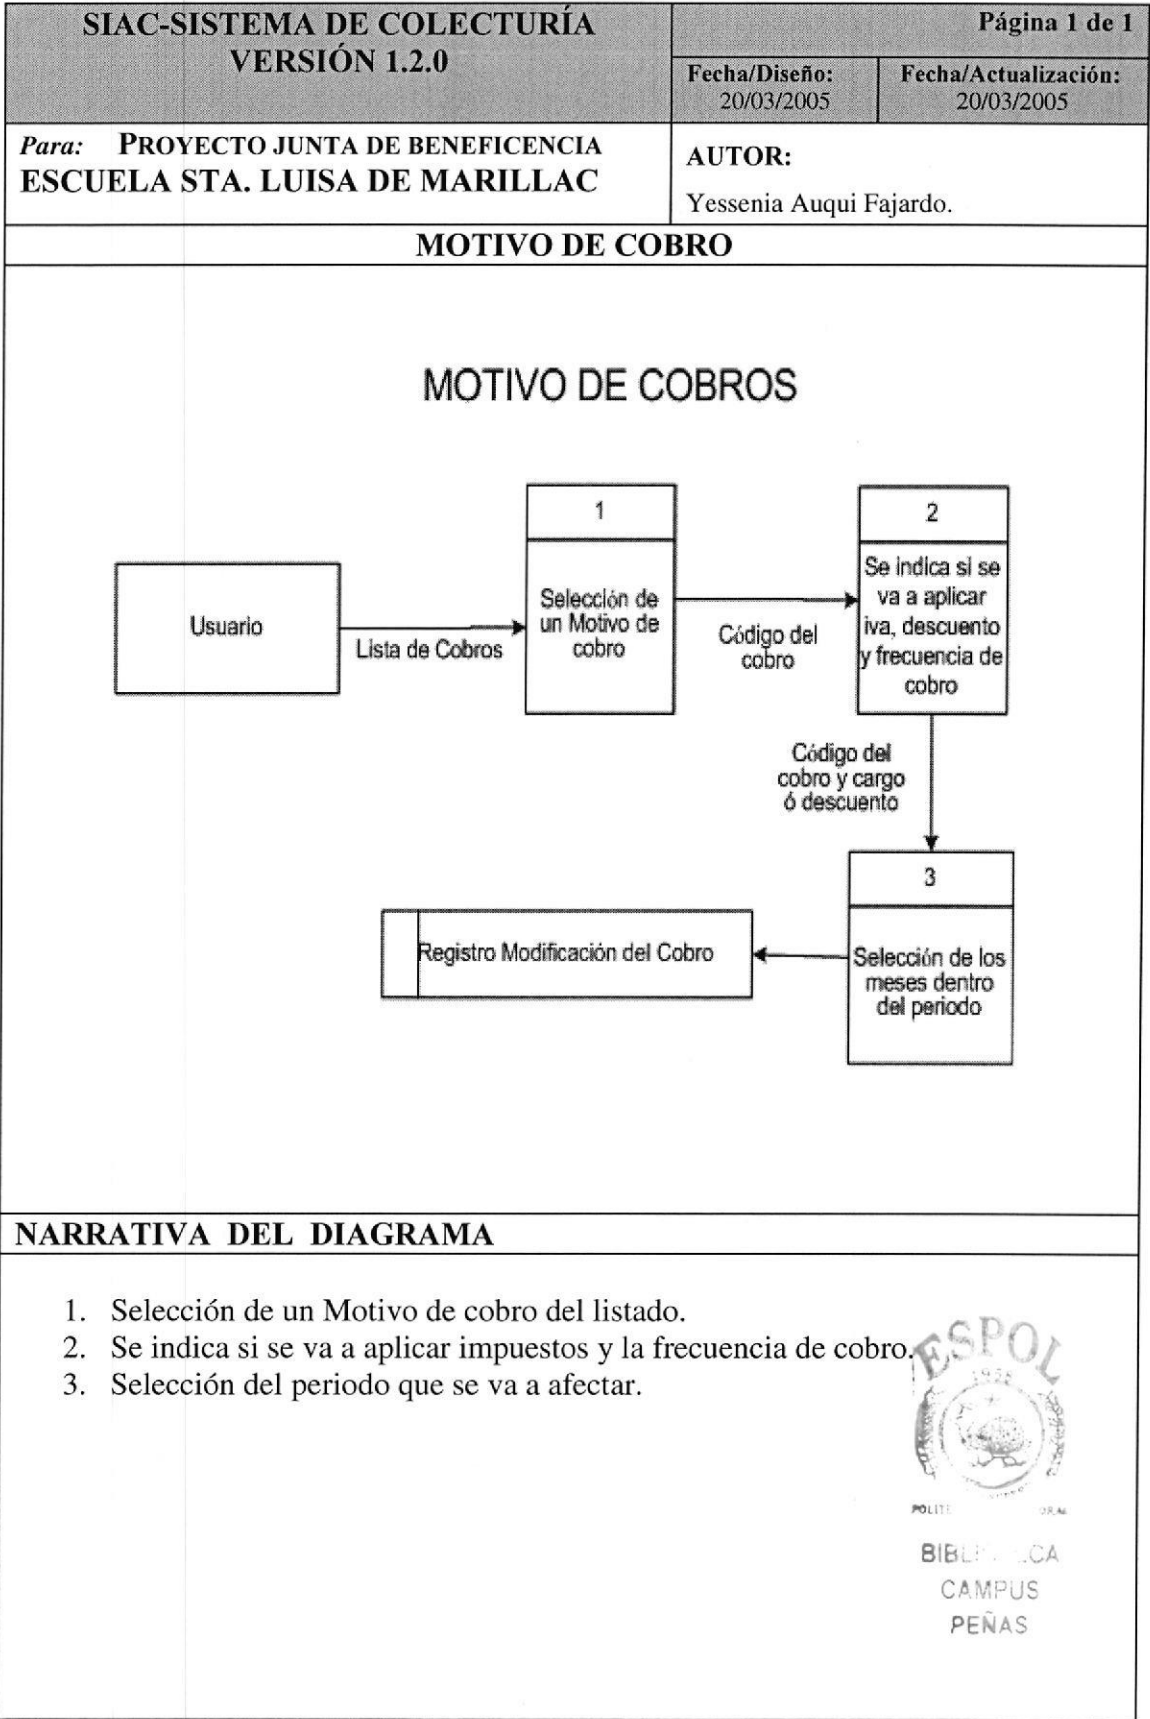 SIAC-SISTEMA DE COLECTURÍA
VERSIÓN 1.2.0
Página 1 de 1
Fecha/Diseño:
20/03/2005
Fecha/Actualización:
20/03/2005
Para: PROYECTO JUNTA DE BENEFICENCIA
ESCUELA STA. LUISA DE MARILLAC
AUTOR:
Yessenia Auqui Fajardo.
MOTIVO DE COBRO
MOTIVO DE COBROS
Usuario
Lista de Cobros
1
Selección de
un Motivo de
cobro
Código del
cobro
2
Se indica si se
va a aplicar
iva, descuento
y frecuencia de
cobro
Código del
cobro y cargo
ó descuento
3
Selección de los
meses dentro
del periodo
Registro Modificación del Cobro
NARRATIVA DEL DIAGRAMA
1. Selección de un Motivo de cobro del listado.
2. Se indica si se va a aplicar impuestos y la frecuencia de cobro.
3. Selección del periodo que se va a afectar.
ESPOL
1958
CAMPUS
PEÑAS